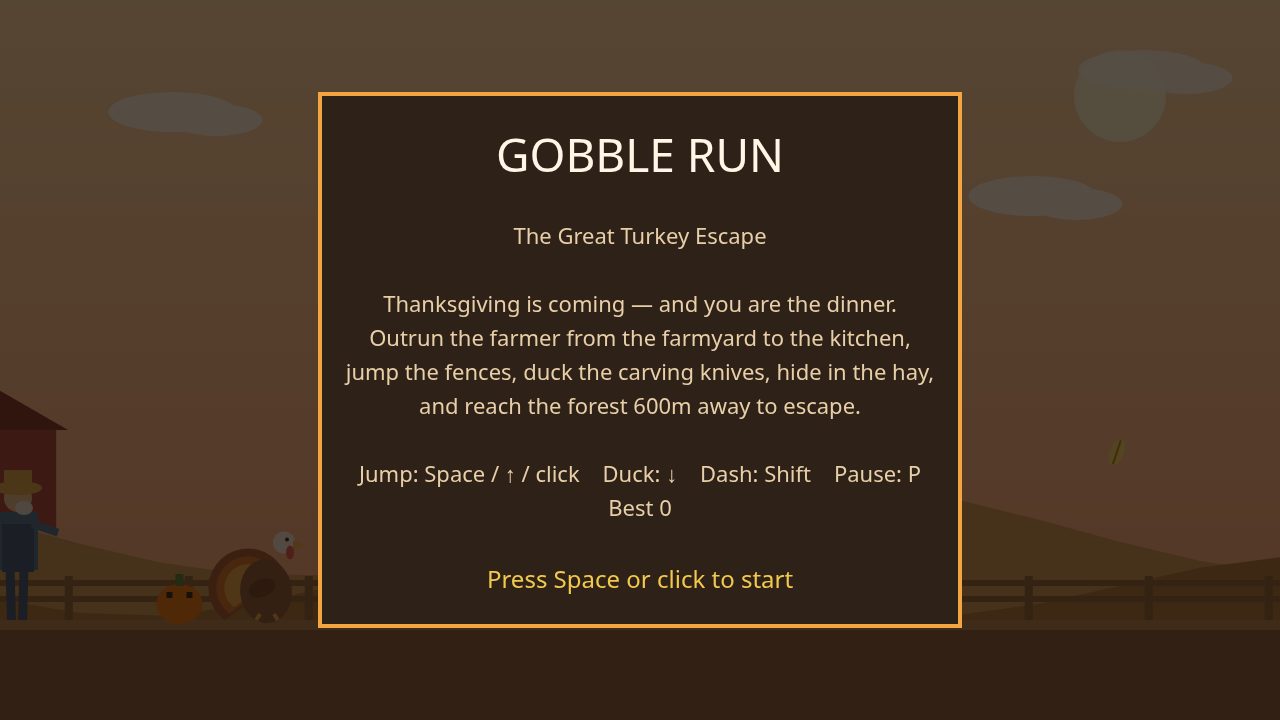 GOBBLE RUN
The Great Turkey Escape
Thanksgiving is coming — and you are the dinner.
Outrun the farmer from the farmyard to the kitchen,
jump the fences, duck the carving knives, hide in the hay,
and reach the forest 600m away to escape.
Jump: Space / ↑ / click    Duck: ↓    Dash: Shift    Pause: P
Best 0
Press Space or click to start